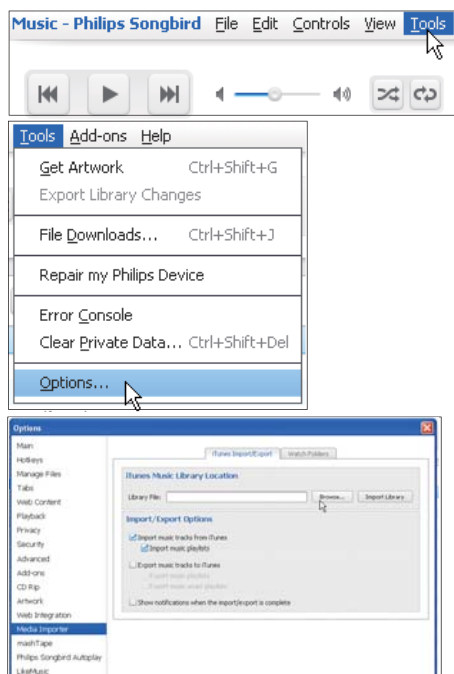 Music - Philips Songbird File Edit Controls View Tools
Tools Add-ons Help
Get Artwork Ctrl+Shift+G
Export Library Changes
File Downloads... Ctrl+Shift+J
Repair my Philips Device
Error Console
Clear Private Data... Ctrl+Shift+Del
Options...
Options
Main
Hotkeys
Manage Files
Tabs
Web Content
Playback
Privacy
Security
Advanced
Add-ons
CD Rip
Artwork
Web Integration
Media Importer
mashTape
Philips Songbird Autoplay
LikeMusic
iTunes Import/Export Watch Folders
iTunes Music Library Location
Library File: Browse... Import Library
Import/Export Options
Import music tracks from iTunes
Import music playlists
Export music tracks to iTunes
Export music playlists
Export music smart playlists
Show notifications when the import/export is complete